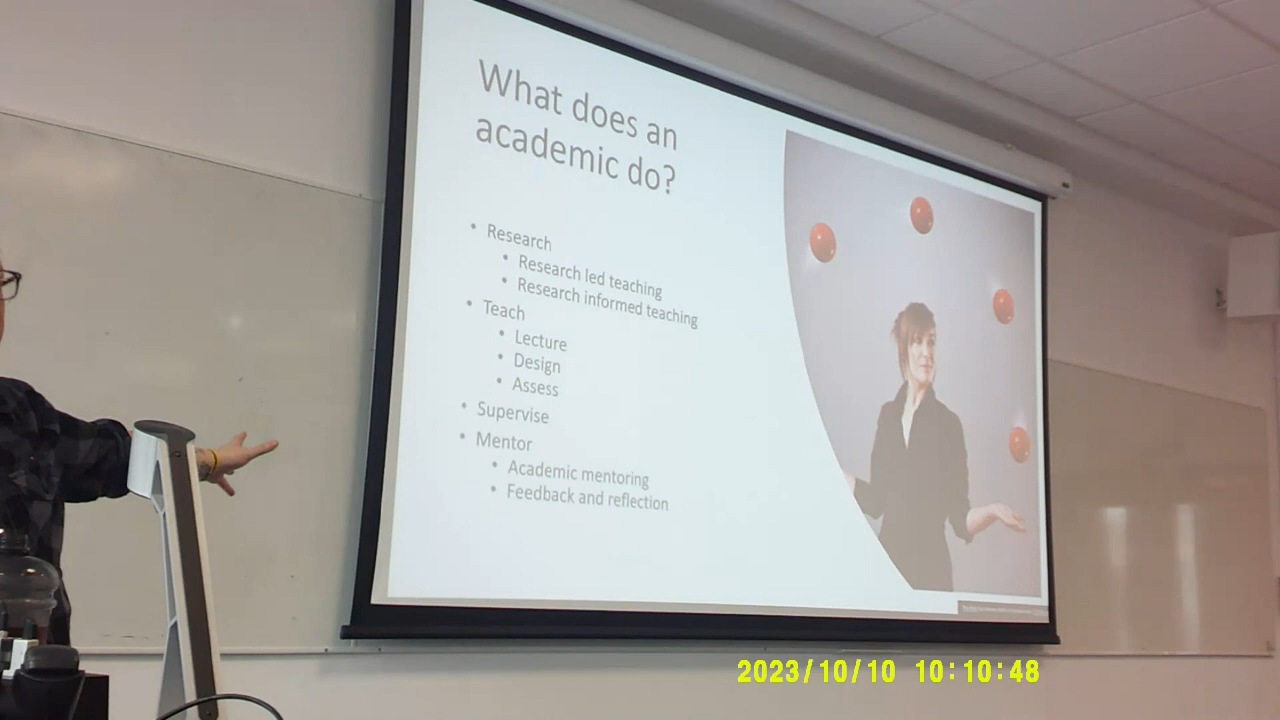 What does an
academic do?
• Research
• Research led teaching
• Research informed teaching
• Teach
• Lecture
• Design
• Assess
• Supervise
• Mentor
• Academic mentoring
• Feedback and reflection
2023/10/10 10:10:48